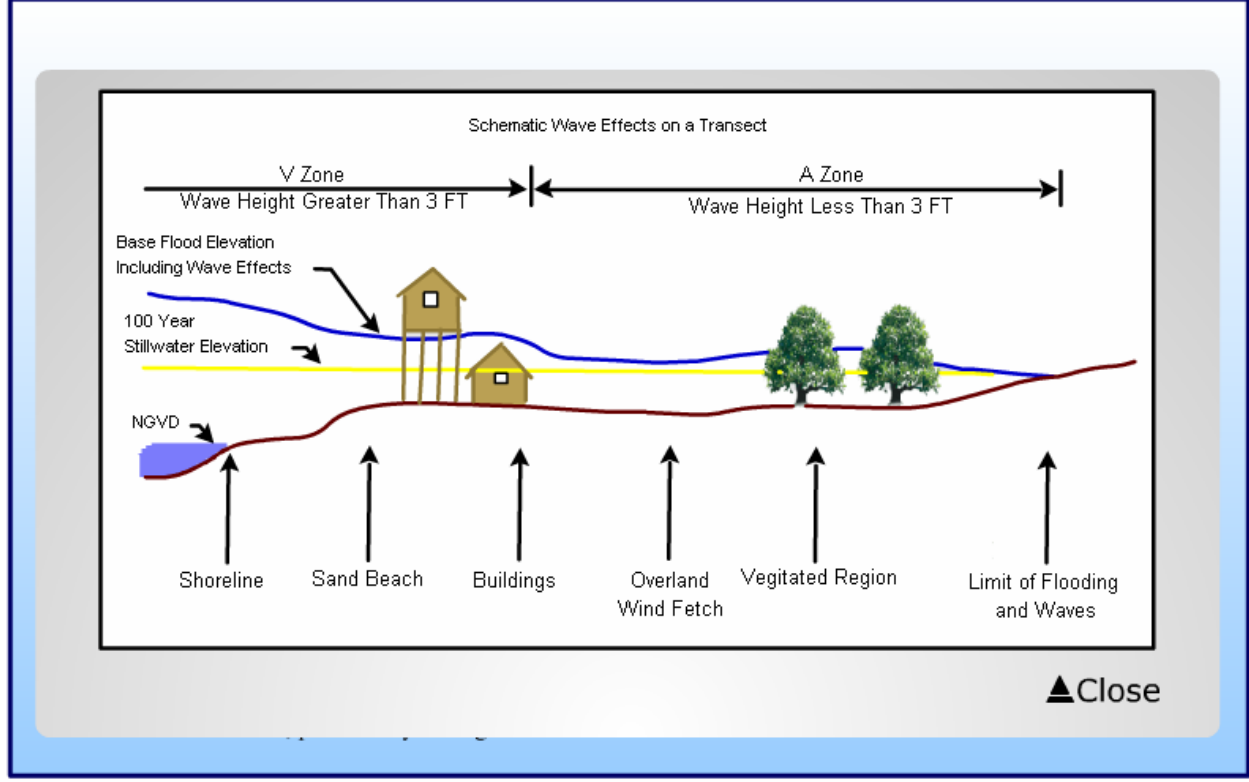 Schematic Wave Effects on a Transect
V Zone
Wave Height Greater Than 3 FT
A Zone
Wave Height Less Than 3 FT
Base Flood Elevation
Including Wave Effects
100 Year
Stillwater Elevation
NGVD
Shoreline
Sand Beach
Buildings
Overland
Wind Fetch
Vegitated Region
Limit of Flooding
and Waves
Close